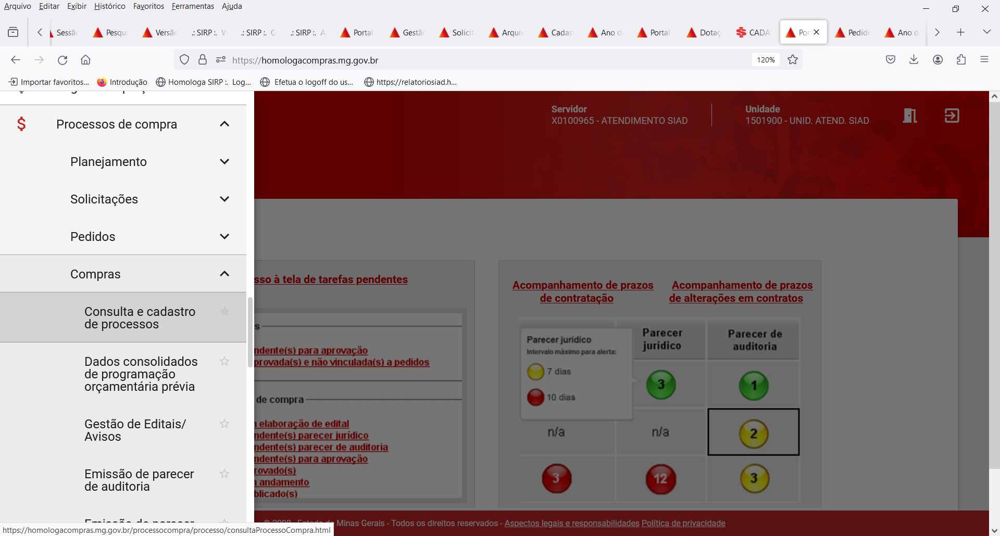 Arquivo Editar Exibir Histórico Favoritos Ferramentas Ajuda
Sessã Pesqui Versão .: SIRP :. V .: SIRP :. C .: SIRP :. A Portal Gestã Solicit Arquiv Cadas Ano d Portal Dotaç CADA Por Pedid Ano d
https://homologacompras.mg.gov.br
120%
Importar favoritos... Introdução Homologa SIRP :. Log... Efetua o logoff do us... https://relatoriosiad.h...
Processos de compra
Planejamento
Solicitações
Pedidos
Compras
Consulta e cadastro
de processos
Dados consolidados
de programação
orçamentária prévia
Gestão de Editais/
Avisos
Emissão de parecer
de auditoria
Emissão de parecer
Servidor
X0100965 - ATENDIMENTO SIAD
Unidade
1501900 - UNID. ATEND. SIAD
sso à tela de tarefas pendentes
s
ndente(s) para aprovação
provada(s) e não vinculada(s) a pedidos
de compra
n elaboração de edital
ndente(s) parecer jurídico
ndente(s) parecer de auditoria
ndente(s) para aprovação
rovado(s)
n andamento
blicado(s)
Acompanhamento de prazos
de contratação
Acompanhamento de prazos
de alterações em contratos
Parecer jurídico
Intervalo máximo para alerta:
7 dias
10 dias
Parecer
jurídico
Parecer de
auditoria
3 1
n/a n/a 2
3 12 3
© 2008 - Estado de Minas Gerais - Todos os direitos reservados - Aspectos legais e responsabilidades Política de privacidade
https://homologacompras.mg.gov.br/processocompra/processo/consultaProcessoCompra.html